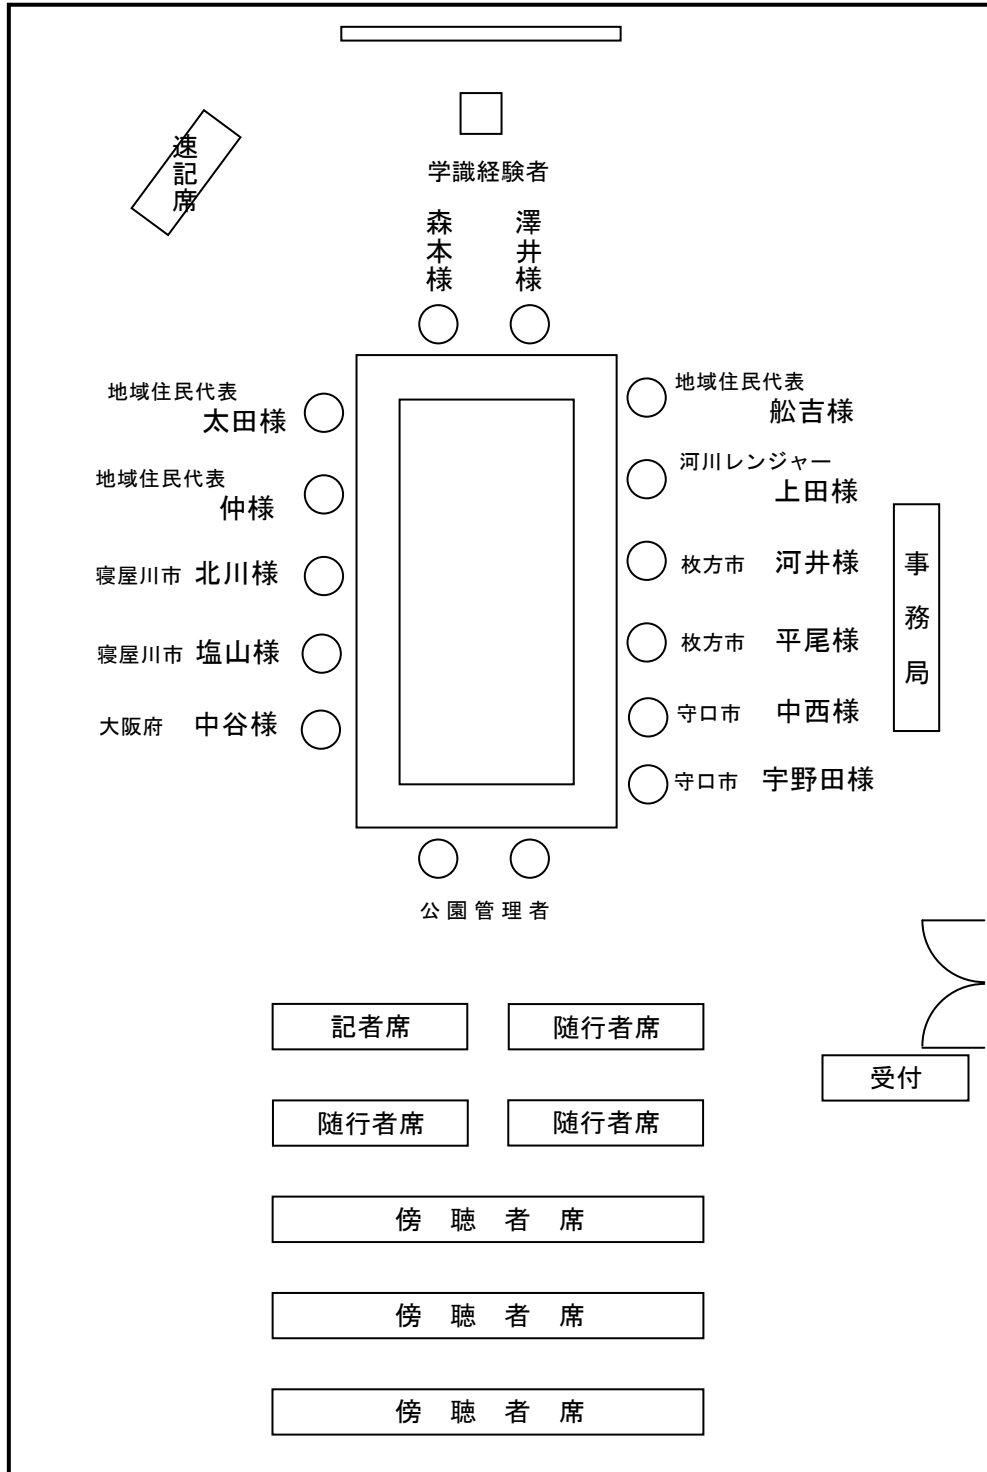 速記席
学識経験者
森本様
澤井様
地域住民代表
太田様
地域住民代表
仲様
寝屋川市 北川様
寝屋川市 塩山様
大阪府 中谷様
地域住民代表
舩吉様
河川レンジャー
上田様
枚方市 河井様
枚方市 平尾様
守口市 中西様
守口市 宇野田様
事務局
公園管理者
記者席
随行者席
受付
随行者席
随行者席
傍聴者席
傍聴者席
傍聴者席